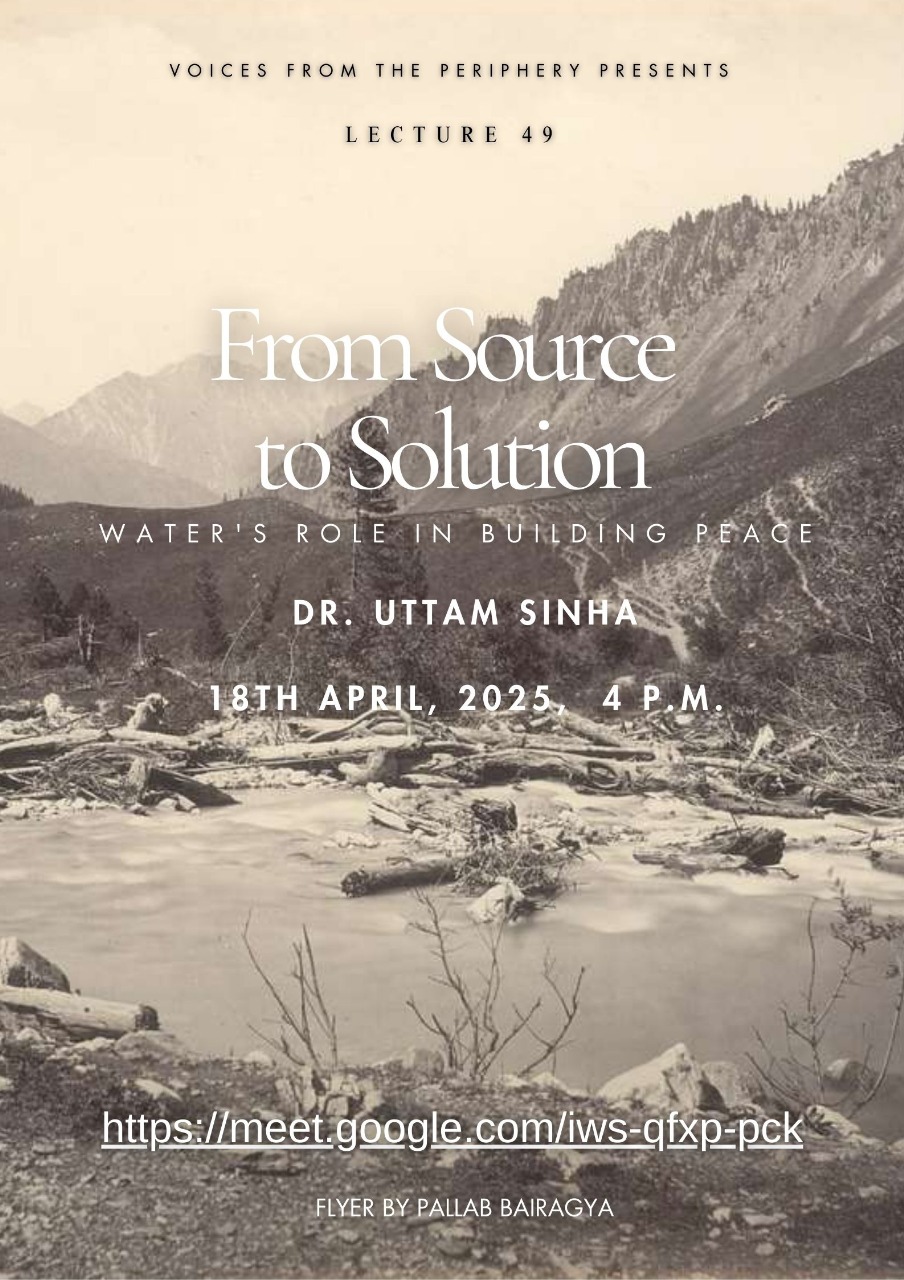 VOICES FROM THE PERIPHERY PRESENTS
LECTURE 49
From Source
to Solution
WATER'S ROLE IN BUILDING PEACE
DR. UTTAM SINHA
18TH APRIL, 2025, 4 P.M.
https://meet.google.com/iws-qfxp-pck
FLYER BY PALLAB BAIRAGYA